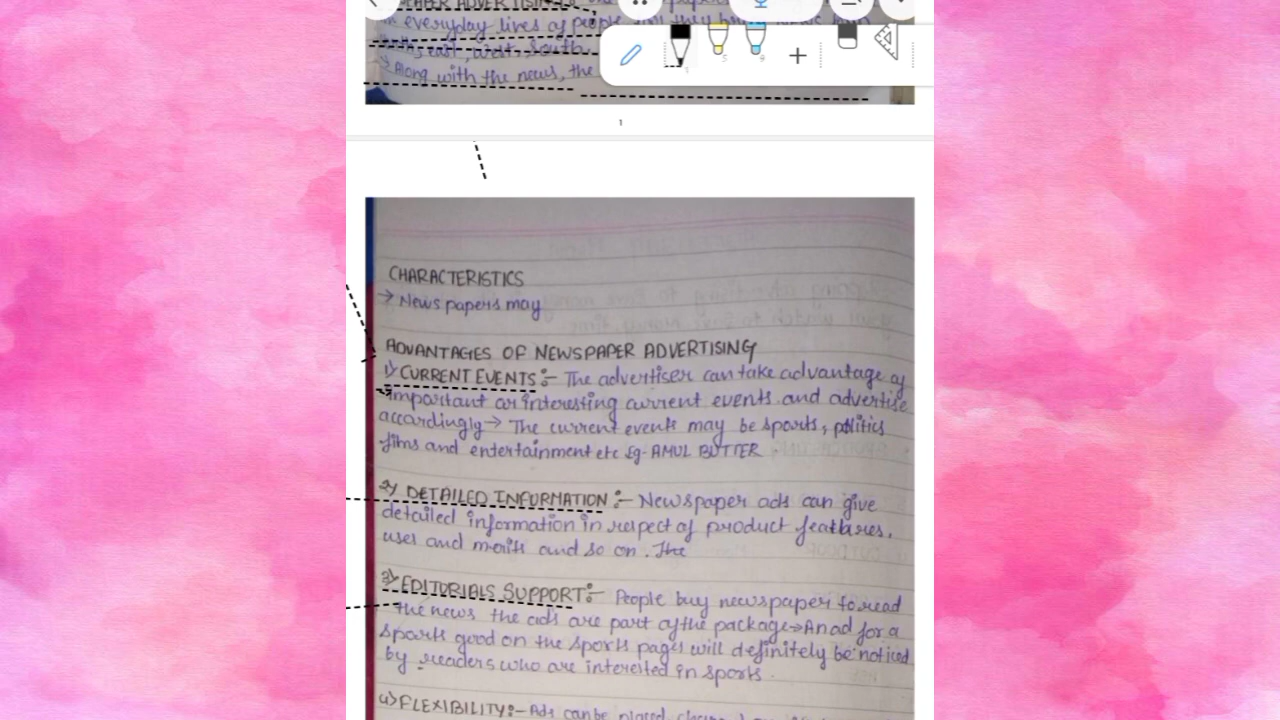 everyday lives of people
east, west, south
Along with the news, the
1
CHARACTERISTICS
→ News papers may
ADVANTAGES OF NEWSPAPER ADVERTISING
1) CURRENT EVENTS :- The advertiser can take advantage of
important or interesting current events and advertise
accordingly → The current events may be sports, politics
films and entertainment etc Eg- AMUL BUTTER
2) DETAILED INFORMATION :- Newspaper ads can give
detailed information in respect of product features,
uses and merits and so on. The
3) EDITORIALS SUPPORT :- People buy newspaper to read
the news the ads are part of the package → An ad for a
sports good on the sports pages will definitely be noticed
by readers who are interested in sports.
4) FLEXIBILITY :- Ads can be placed